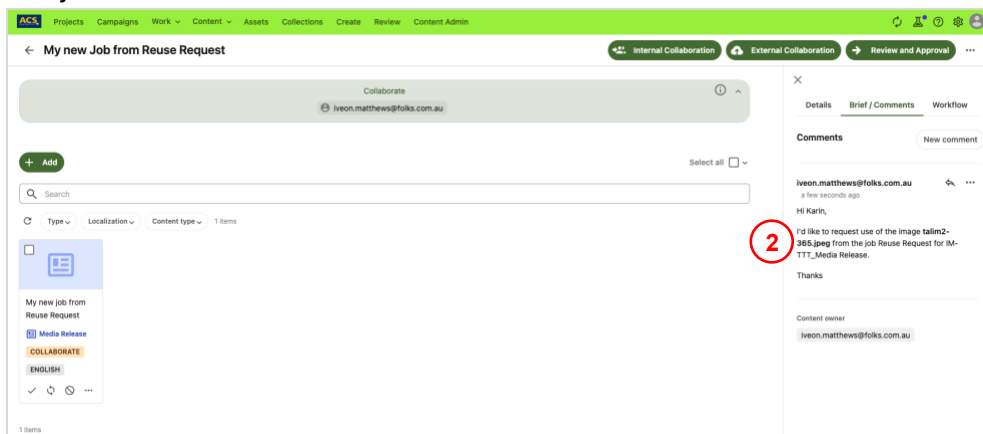 ACS Projects Campaigns Work Content Assets Collections Create Review Content Admin
My new Job from Reuse Request
Internal Collaboration
External Collaboration
Review and Approval
Collaborate
iveon.matthews@folks.com.au
+ Add
Select all
Search
Type Localization Content type 1 items
My new job from
Reuse Request
Media Release
COLLABORATE
ENGLISH
1 items
Details Brief / Comments Workflow
Comments
New comment
iveon.matthews@folks.com.au
a few seconds ago
Hi Karin,
I'd like to request use of the image talim2-
365.jpeg from the job Reuse Request for IM-
TTT_Media Release.
Thanks
2
Content owner
iveon.matthews@folks.com.au